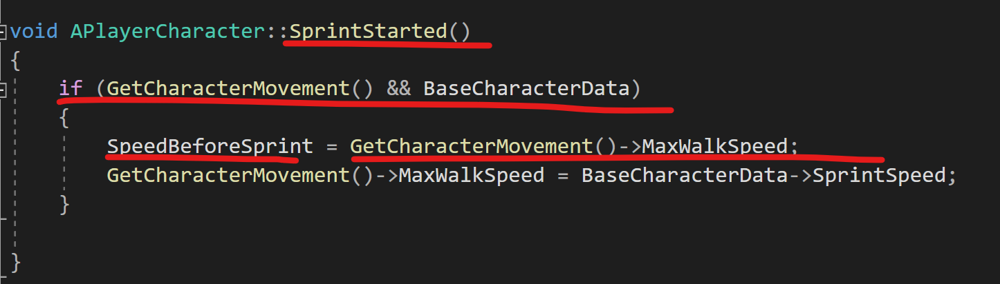 void APlayerCharacter::SprintStarted()
{
if (GetCharacterMovement() && BaseCharacterData)
{
SpeedBeforeSprint = GetCharacterMovement()->MaxWalkSpeed;
GetCharacterMovement()->MaxWalkSpeed = BaseCharacterData->SprintSpeed;
}
}